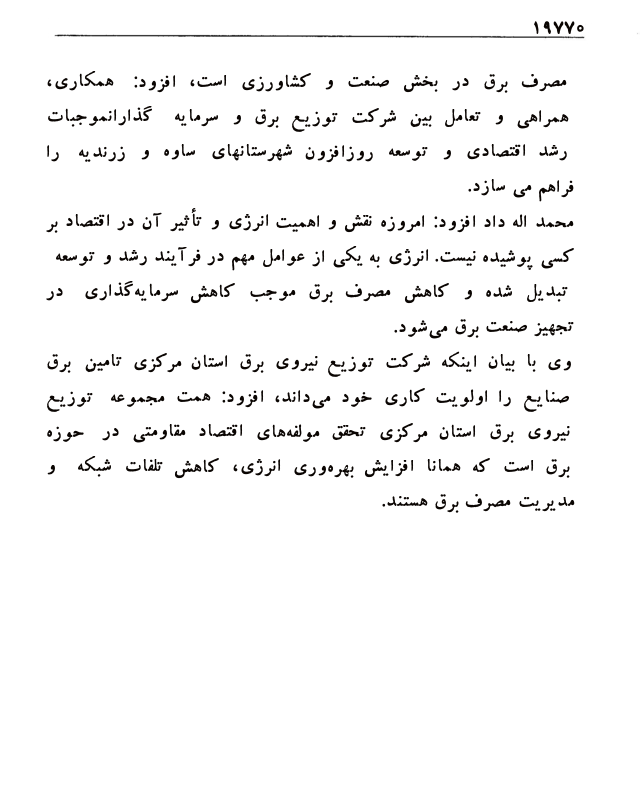 ۱۹۷۷۰
مصرف برق در بخش صنعت و کشاورزی است، افزود: همکاری،
همراهی و تعامل بین شرکت توزیع برق و سرمایه گذارانموجبات
رشد اقتصادی و توسعه روزافزون شهرستانهای ساوه و زرندیه را
فراهم می سازد.
محمد اله داد افزود: امروزه نقش و اهمیت انرژی و تأثیر آن در اقتصاد بر
کسی پوشیده نیست. انرژی به یکی از عوامل مهم در فرآیند رشد و توسعه
تبدیل شده و کاهش مصرف برق موجب کاهش سرمایه‌گذاری در
تجهیز صنعت برق می‌شود.
وی با بیان اینکه شرکت توزیع نیروی برق استان مرکزی تامین برق
صنایع را اولویت کاری خود می‌داند، افزود: همت مجموعه توزیع
نیروی برق استان مرکزی تحقق مولفه‌های اقتصاد مقاومتی در حوزه
برق است که همانا افزایش بهره‌وری انرژی، کاهش تلفات شبکه و
مدیریت مصرف برق هستند.